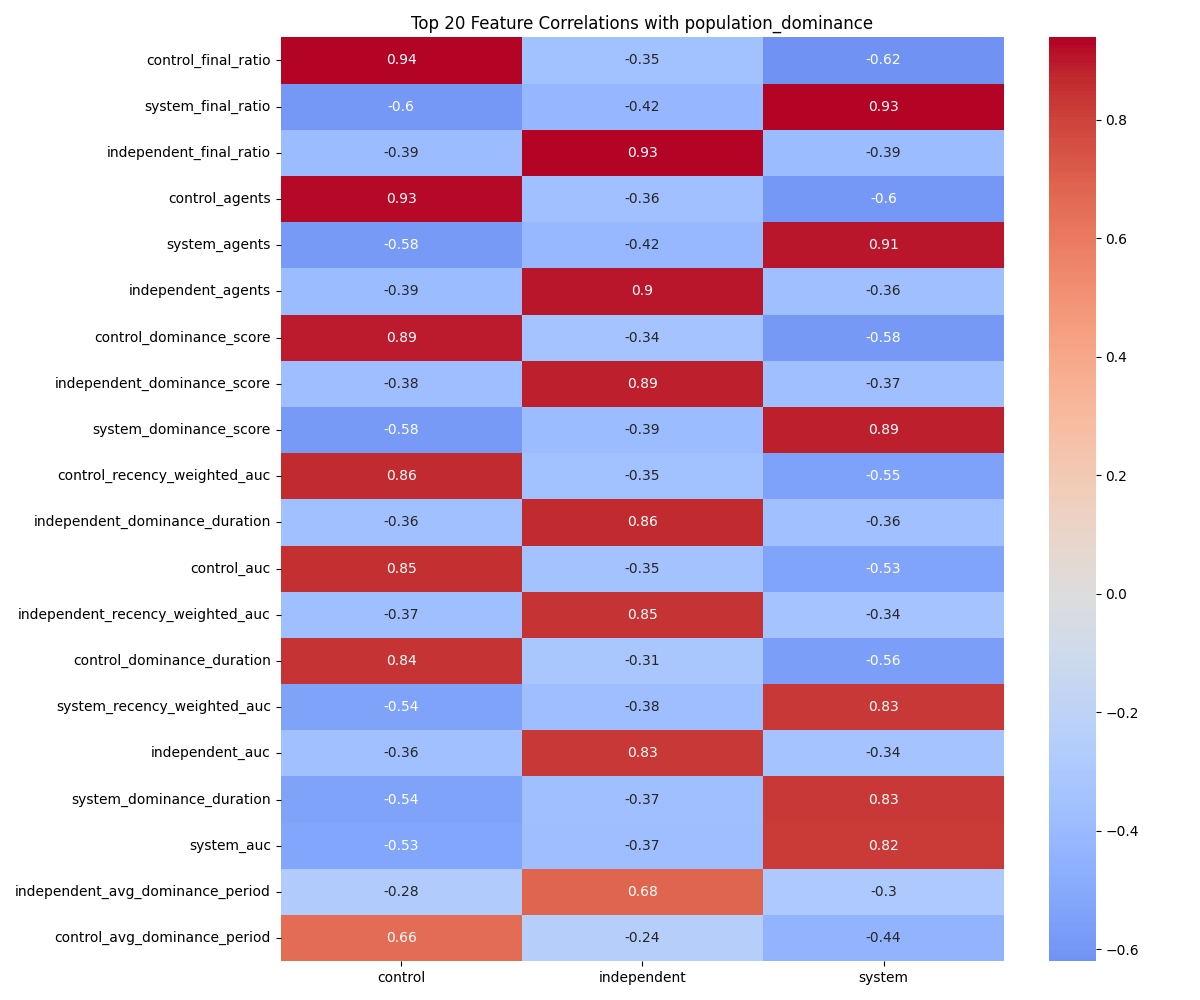 Top 20 Feature Correlations with population_dominance
control_final_ratio 0.94 -0.35 -0.62
system_final_ratio -0.6 -0.42 0.93
independent_final_ratio -0.39 0.93 -0.39
control_agents 0.93 -0.36 -0.6
system_agents -0.58 -0.42 0.91
independent_agents -0.39 0.9 -0.36
control_dominance_score 0.89 -0.34 -0.58
independent_dominance_score -0.38 0.89 -0.37
system_dominance_score -0.58 -0.39 0.89
control_recency_weighted_auc 0.86 -0.35 -0.55
independent_dominance_duration -0.36 0.86 -0.36
control_auc 0.85 -0.35 -0.53
independent_recency_weighted_auc -0.37 0.85 -0.34
control_dominance_duration 0.84 -0.31 -0.56
system_recency_weighted_auc -0.54 -0.38 0.83
independent_auc -0.36 0.83 -0.34
system_dominance_duration -0.54 -0.37 0.83
system_auc -0.53 -0.37 0.82
independent_avg_dominance_period -0.28 0.68 -0.3
control_avg_dominance_period 0.66 -0.24 -0.44
control independent system
0.8
0.6
0.4
0.2
0.0
−0.2
−0.4
−0.6